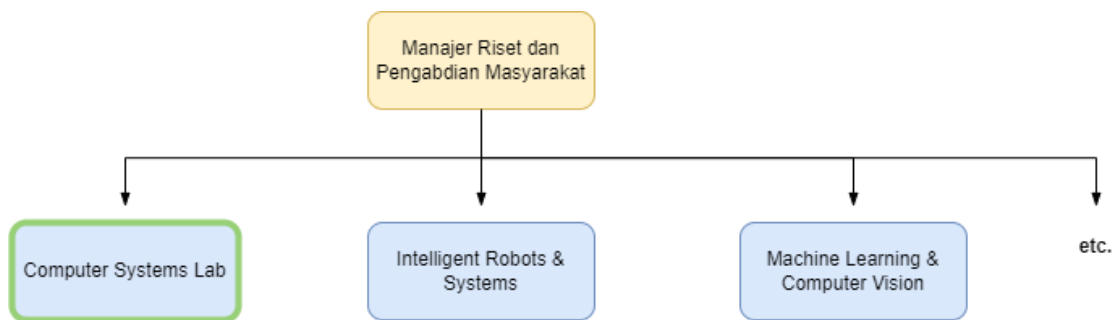 Manajer Riset dan
Pengabdian Masyarakat
Computer Systems Lab
Intelligent Robots &
Systems
Machine Learning &
Computer Vision
etc.